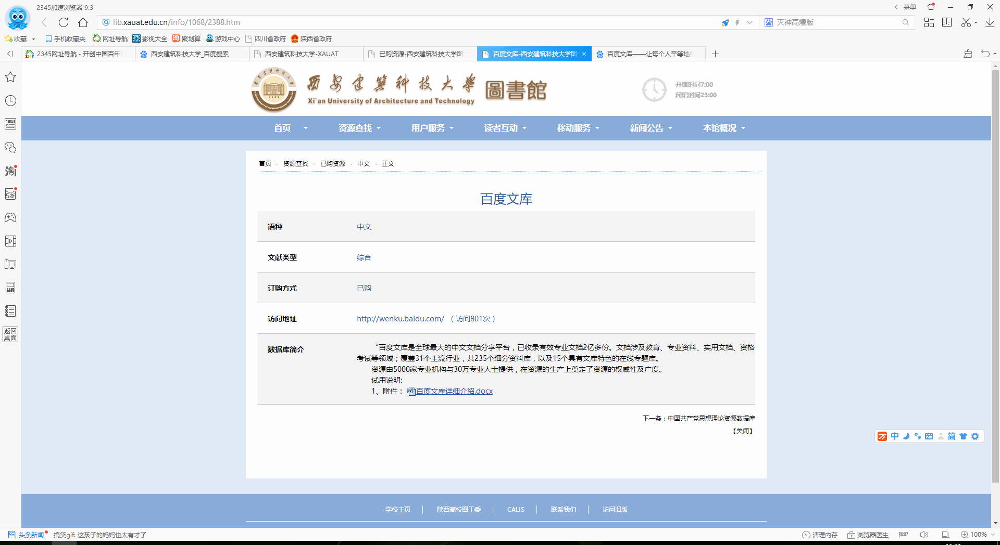 2345加速浏览器 9.3
菜单
lib.xauat.edu.cn/info/1068/2388.htm
灭神高爆版
收藏 手机收藏夹 网址导航 影视大全 聚划算 游戏中心 四川省政府 陕西省政府
2345网址导航 - 开创中国百年 西安建筑科技大学_百度搜索 西安建筑科技大学-XAUAT 已购资源-西安建筑科技大学图 百度文库-西安建筑科技大学图 百度文库——让每个人平等地
西安建筑科技大学 圖書館
Xi`an University of Architecture and Technology
开馆时间7:00
闭馆时间23:00
首页 资源查找 用户服务 读者互动 移动服务 新闻公告 本馆概况
首页 - 资源查找 - 已购资源 - 中文 - 正文
百度文库
语种 中文
文献类型 综合
订购方式 已购
访问地址 http://wenku.baidu.com/ （访问801次）
数据库简介 “百度文库是全球最大的中文文档分享平台，已收录有效专业文档2亿多份。文档涉及教育、专业资料、实用文档、资格
考试等领域；覆盖31个主流行业，共235个细分资料库，以及15个具有文库特色的在线专题库。
资源由5000家专业机构与30万专业人士提供，在资源的生产上奠定了资源的权威性及广度。
试用说明:
1、附件： 百度文库详细介绍.docx
下一条：中国共产党思想理论资源数据库
【关闭】
中 简
返回
桌面
学校主页 陕西高校图工委 CALIS 联系我们 访问旧版
头条新闻 搞笑gif: 这孩子的妈妈也太有才了
清理内存 浏览器医生 100%